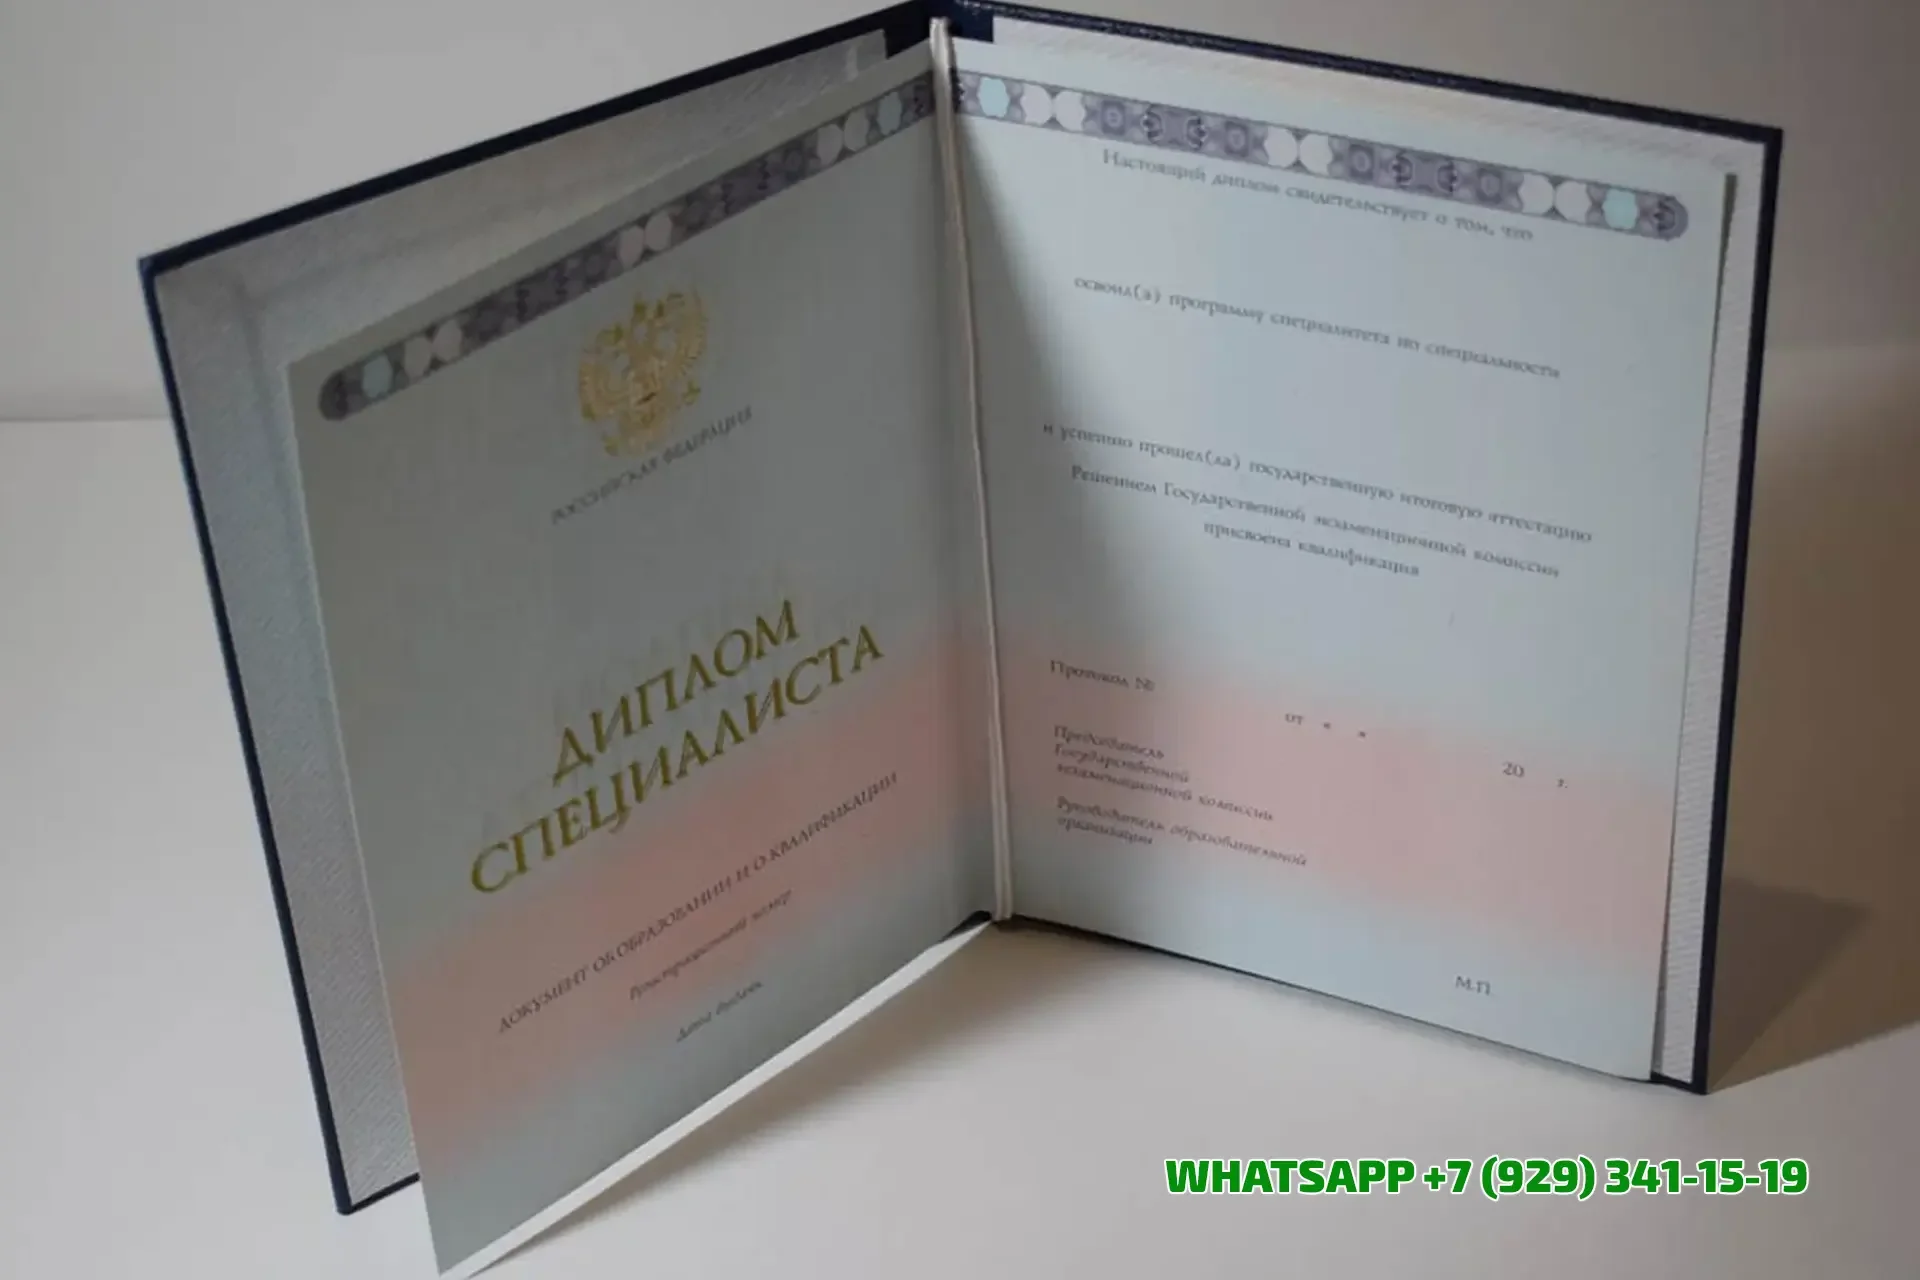 РОССИЙСКАЯ ФЕДЕРАЦИЯ
ДИПЛОМ
СПЕЦИАЛИСТА
ДОКУМЕНТ ОБ ОБРАЗОВАНИИ И О КВАЛИФИКАЦИИ
Регистрационный номер
Дата выдачи
Настоящий диплом свидетельствует о том, что
освоил(а) программу специалитета по специальности
и успешно прошел(ла) государственную итоговую аттестацию
Решением Государственной экзаменационной комиссии
присвоена квалификация
Протокол №
от « »
20 г.
Председатель
Государственной
экзаменационной комиссии
Руководитель образовательной
организации
М.П.
WHATSAPP +7 (929) 341-15-19